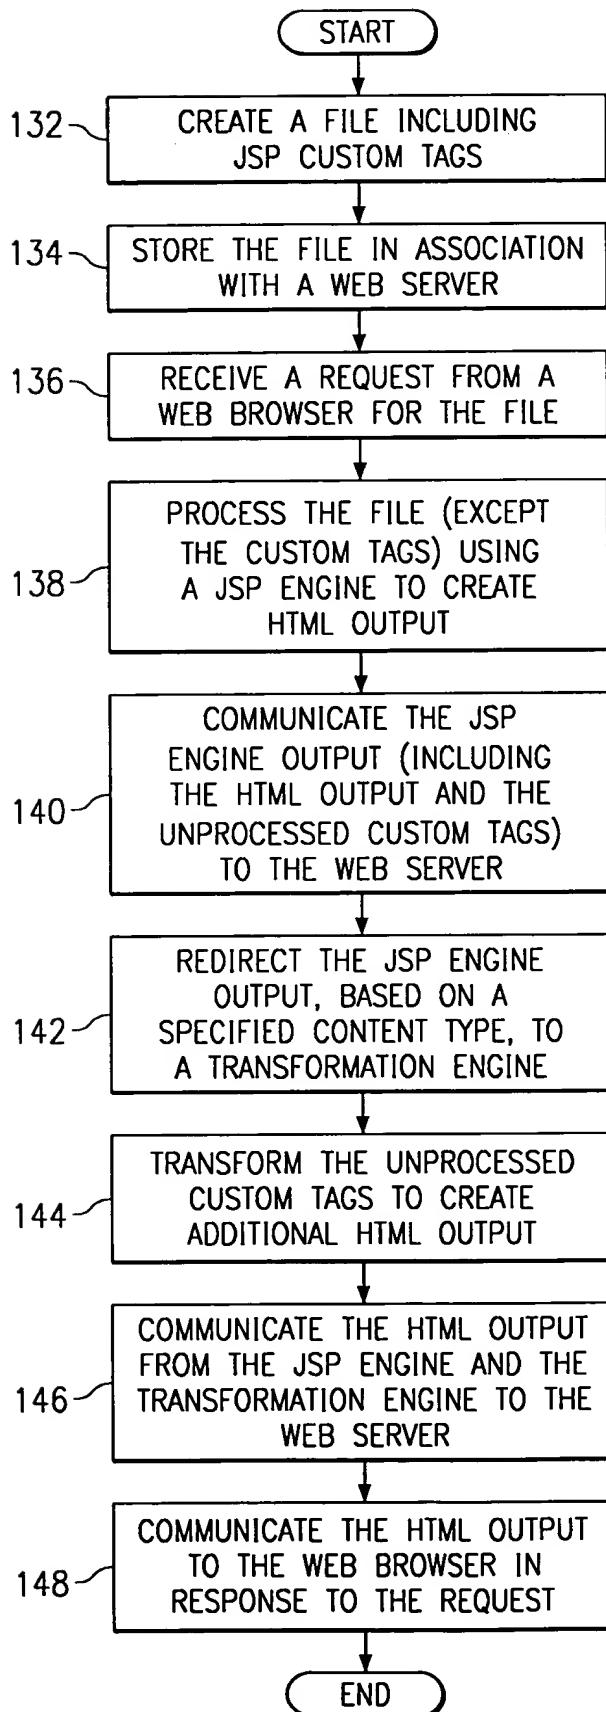 START
132
CREATE A FILE INCLUDING
JSP CUSTOM TAGS
134
STORE THE FILE IN ASSOCIATION
WITH A WEB SERVER
136
RECEIVE A REQUEST FROM A
WEB BROWSER FOR THE FILE
138
PROCESS THE FILE (EXCEPT
THE CUSTOM TAGS) USING
A JSP ENGINE TO CREATE
HTML OUTPUT
140
COMMUNICATE THE JSP
ENGINE OUTPUT (INCLUDING
THE HTML OUTPUT AND THE
UNPROCESSED CUSTOM TAGS)
TO THE WEB SERVER
142
REDIRECT THE JSP ENGINE
OUTPUT, BASED ON A
SPECIFIED CONTENT TYPE, TO
A TRANSFORMATION ENGINE
144
TRANSFORM THE UNPROCESSED
CUSTOM TAGS TO CREATE
ADDITIONAL HTML OUTPUT
146
COMMUNICATE THE HTML OUTPUT
FROM THE JSP ENGINE AND THE
TRANSFORMATION ENGINE TO THE
WEB SERVER
148
COMMUNICATE THE HTML OUTPUT
TO THE WEB BROWSER IN
RESPONSE TO THE REQUEST
END